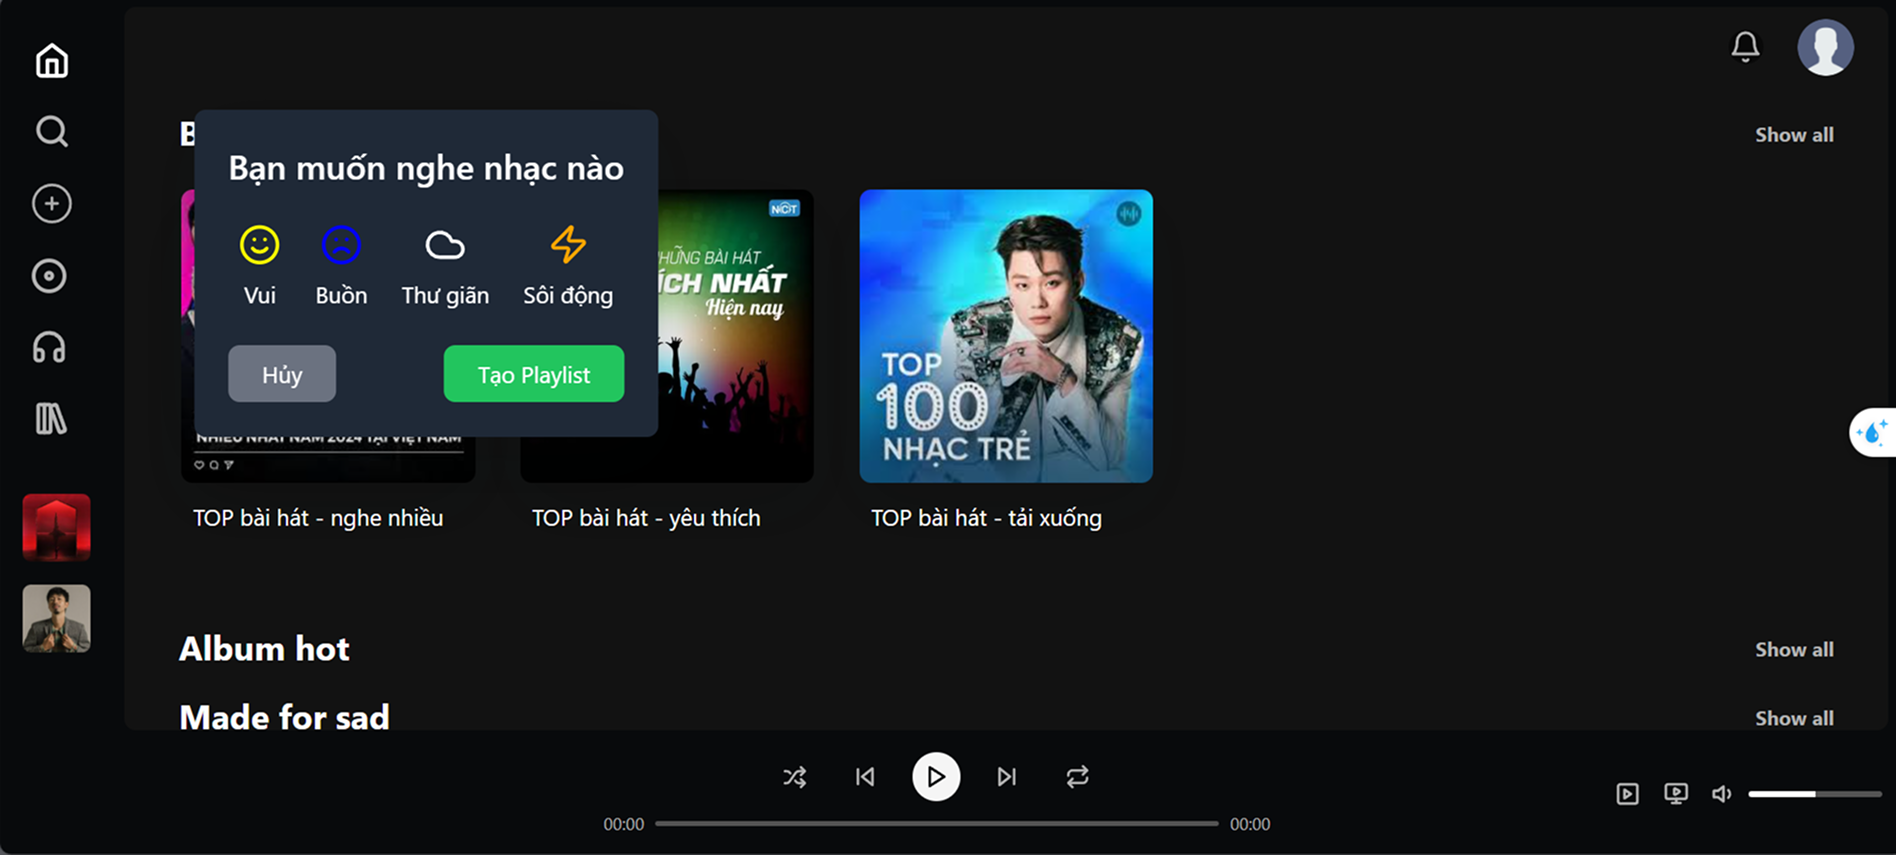 Show all
Bạn muốn nghe nhạc nào
Vui
Buồn
Thư giãn
Sôi động
Hủy
Tạo Playlist
NHIỀU NHẤT NĂM 2024 TẠI VIỆT NAM
NCT
NHỮNG BÀI HÁT
ÍCH NHẤT
Hiện nay
TOP
100
NHẠC TRẺ
TOP bài hát - nghe nhiều
TOP bài hát - yêu thích
TOP bài hát - tải xuống
Album hot
Show all
Made for sad
Show all
00:00
00:00